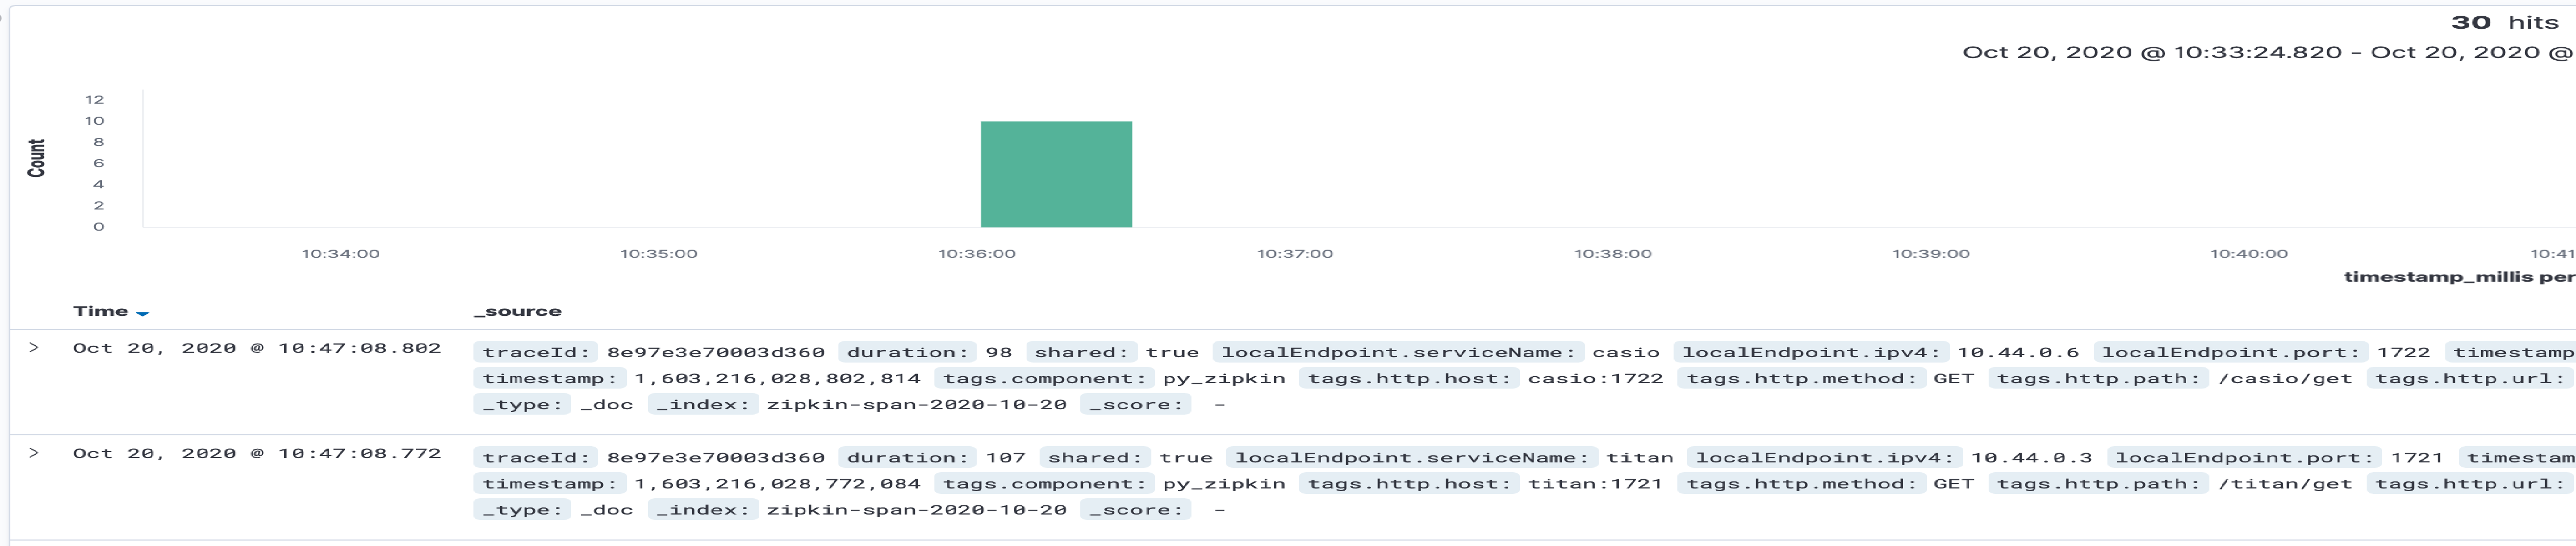 30 hits
Oct 20, 2020 @ 10:33:24.820 - Oct 20, 2020 @
Count
12
10
8
6
4
2
0
10:34:00 10:35:00 10:36:00 10:37:00 10:38:00 10:39:00 10:40:00 10:41
timestamp_millis per
Time _source
> Oct 20, 2020 @ 10:47:08.802 traceId: 8e97e3e70003d360 duration: 98 shared: true localEndpoint.serviceName: casio localEndpoint.ipv4: 10.44.0.6 localEndpoint.port: 1722 timestamp
timestamp: 1,603,216,028,802,814 tags.component: py_zipkin tags.http.host: casio:1722 tags.http.method: GET tags.http.path: /casio/get tags.http.url:
_type: _doc _index: zipkin-span-2020-10-20 _score: -
> Oct 20, 2020 @ 10:47:08.772 traceId: 8e97e3e70003d360 duration: 107 shared: true localEndpoint.serviceName: titan localEndpoint.ipv4: 10.44.0.3 localEndpoint.port: 1721 timestam
timestamp: 1,603,216,028,772,084 tags.component: py_zipkin tags.http.host: titan:1721 tags.http.method: GET tags.http.path: /titan/get tags.http.url:
_type: _doc _index: zipkin-span-2020-10-20 _score: -